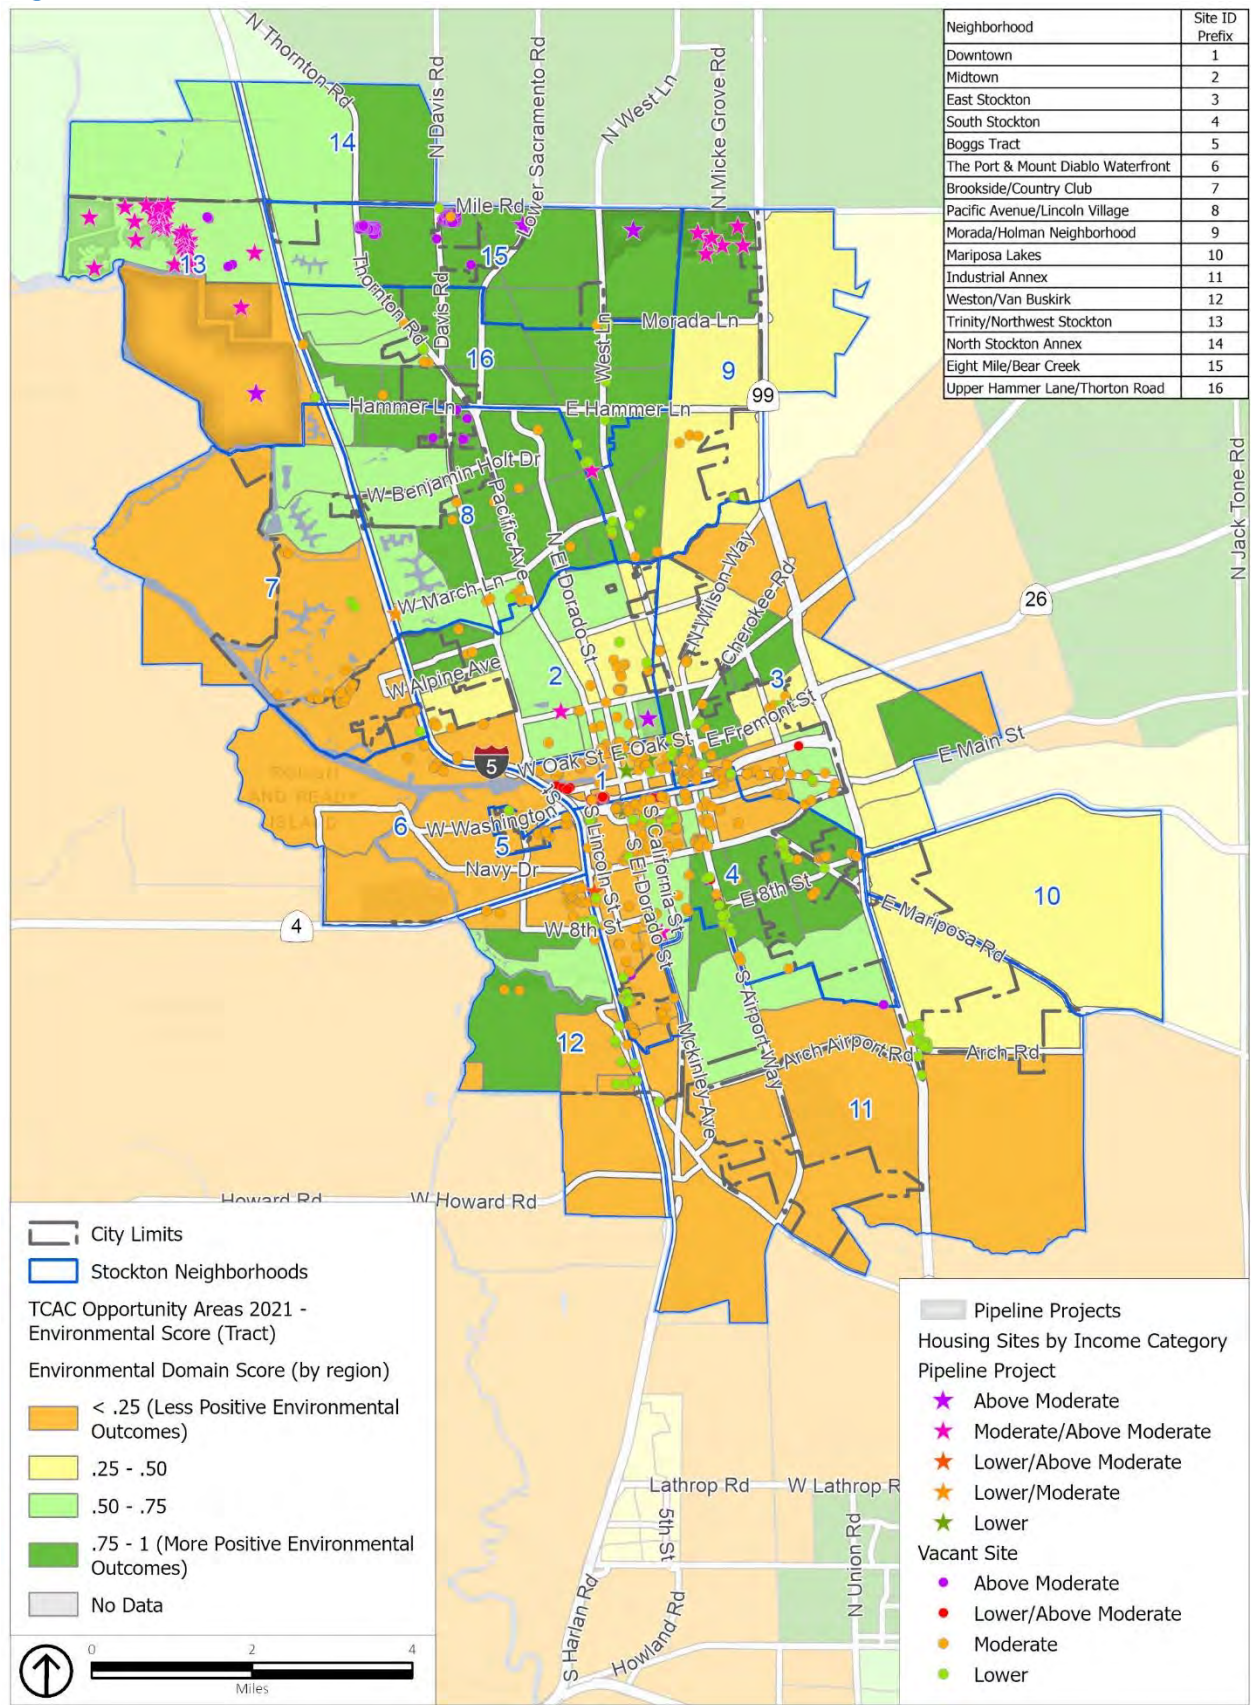 Neighborhood
Site ID Prefix
Downtown 1
Midtown 2
East Stockton 3
South Stockton 4
Boggs Tract 5
The Port & Mount Diablo Waterfront 6
Brookside/Country Club 7
Pacific Avenue/Lincoln Village 8
Morada/Holman Neighborhood 9
Mariposa Lakes 10
Industrial Annex 11
Weston/Van Buskirk 12
Trinity/Northwest Stockton 13
North Stockton Annex 14
Eight Mile/Bear Creek 15
Upper Hammer Lane/Thorton Road 16
N Thornton Rd
N Davis Rd
Lower Sacramento Rd
N West Ln
N Micke Grove Rd
14
Mile Rd
13
15
Thornton Rd
Davis Rd
Morada Ln
West Ln
16
9
99
Hammer Ln
E Hammer Ln
W Benjamin Holt Dr
Pacific Ave
8
N El Dorado St
N Jack Tone Rd
7
W March Ln
N Wilson Way
Cherokee Rd
26
W Alpine Ave
2
3
E Fremont St
W Oak St
E Oak St
E Main St
5
1
AND READY
ISLAND
6
W Washington
5
S Lincoln St
S El Dorado St
S California St
Navy Dr
4
E 8th St
10
4
W 8th St
E Mariposa Rd
12
Mckinley Ave
S Airport Way
Arch Airport Rd
Arch Rd
11
Howard Rd
W Howard Rd
City Limits
Stockton Neighborhoods
TCAC Opportunity Areas 2021 -
Environmental Score (Tract)
Environmental Domain Score (by region)
< .25 (Less Positive Environmental
Outcomes)
.25 - .50
.50 - .75
.75 - 1 (More Positive Environmental
Outcomes)
No Data
0 2 4
Miles
Lathrop Rd
W Lathrop R
5th St
N Union Rd
S Harlan Rd
Howland Rd
Pipeline Projects
Housing Sites by Income Category
Pipeline Project
Above Moderate
Moderate/Above Moderate
Lower/Above Moderate
Lower/Moderate
Lower
Vacant Site
Above Moderate
Lower/Above Moderate
Moderate
Lower